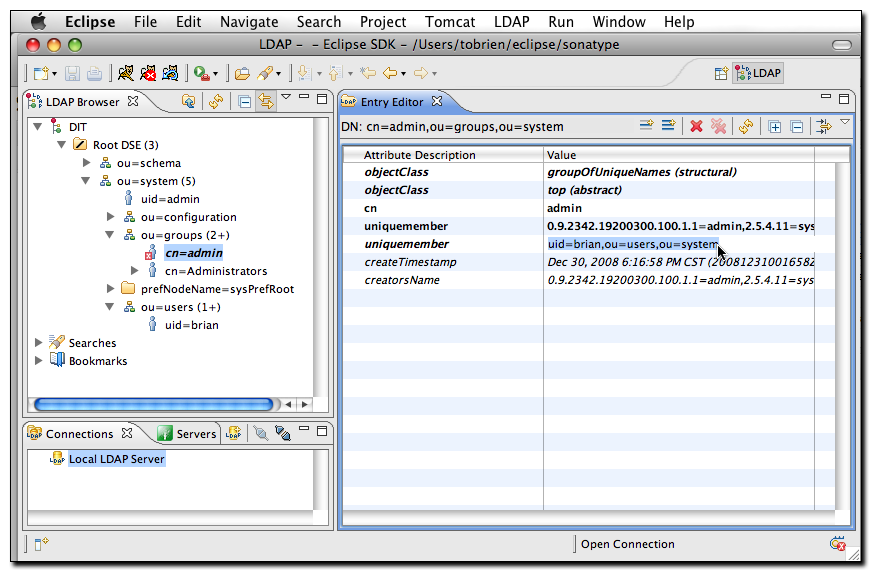 Eclipse File Edit Navigate Search Project Tomcat LDAP Run Window Help
LDAP - - Eclipse SDK - /Users/tobrien/eclipse/sonatype
LDAP
LDAP Browser
DIT
Root DSE (3)
ou=schema
ou=system (5)
uid=admin
ou=configuration
ou=groups (2+)
cn=admin
cn=Administrators
prefNodeName=sysPrefRoot
ou=users (1+)
uid=brian
Searches
Bookmarks
Connections
Servers
LDAP
LDAP
Local LDAP Server
LDAP
Entry Editor
DN: cn=admin,ou=groups,ou=system
Attribute Description Value
objectClass groupOfUniqueNames (structural)
objectClass top (abstract)
cn admin
uniquemember 0.9.2342.19200300.100.1.1=admin,2.5.4.11=sys
uniquemember uid=brian,ou=users,ou=system
createTimestamp Dec 30, 2008 6:16:58 PM CST (20081231001658Z
creatorsName 0.9.2342.19200300.100.1.1=admin,2.5.4.11=sys
Open Connection